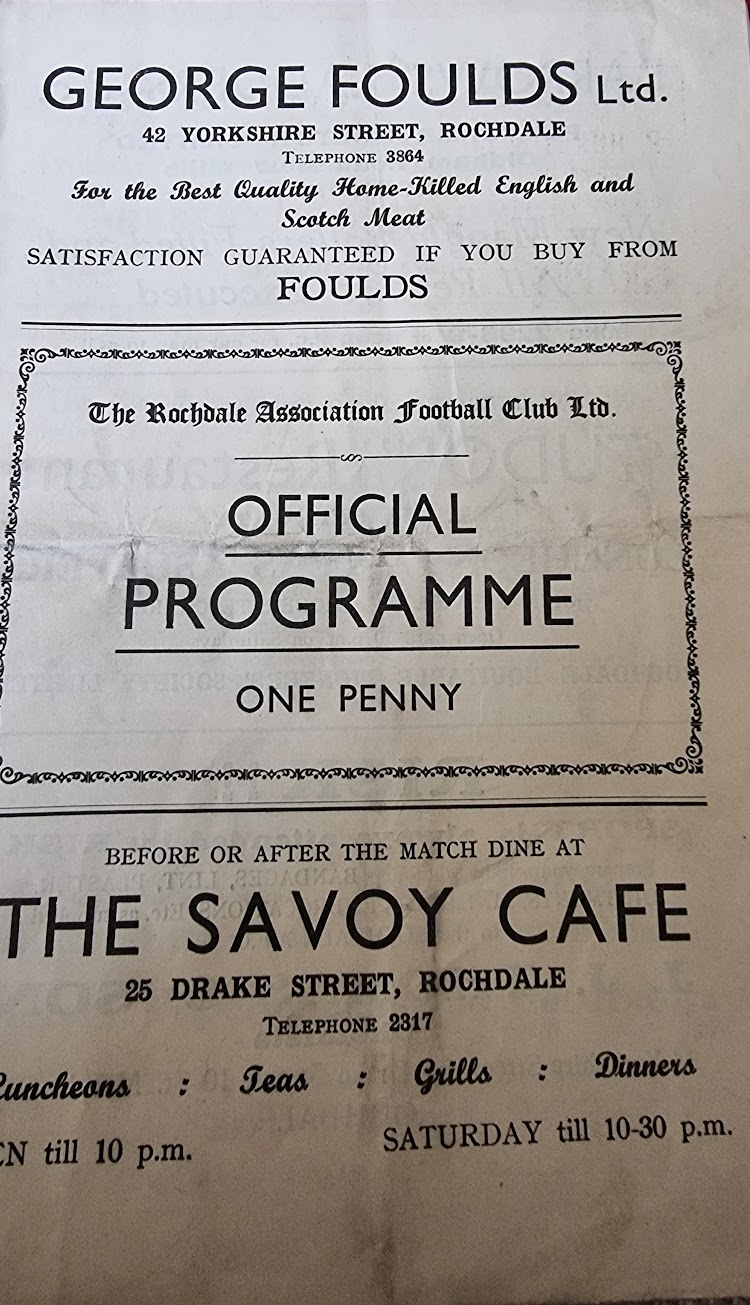 GEORGE FOULDS Ltd.
42 YORKSHIRE STREET, ROCHDALE
TELEPHONE 3864
For the Best Quality Home-Killed English and
Scotch Meat
SATISFACTION GUARANTEED IF YOU BUY FROM
FOULDS
The Rochdale Association Football Club Ltd.
OFFICIAL
PROGRAMME
ONE PENNY
BEFORE OR AFTER THE MATCH DINE AT
THE SAVOY CAFE
25 DRAKE STREET, ROCHDALE
TELEPHONE 2317
Luncheons : Teas : Grills : Dinners
EN till 10 p.m. SATURDAY till 10-30 p.m.